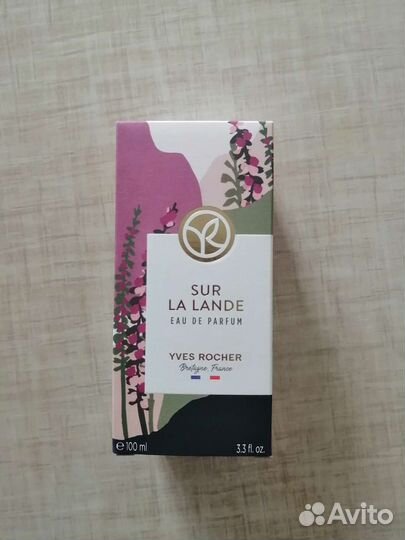 SUR
LA LANDE
EAU DE PARFUM
YVES ROCHER
Bretagne, France
℮ 100 ml
3.3 fl. oz.
Avito